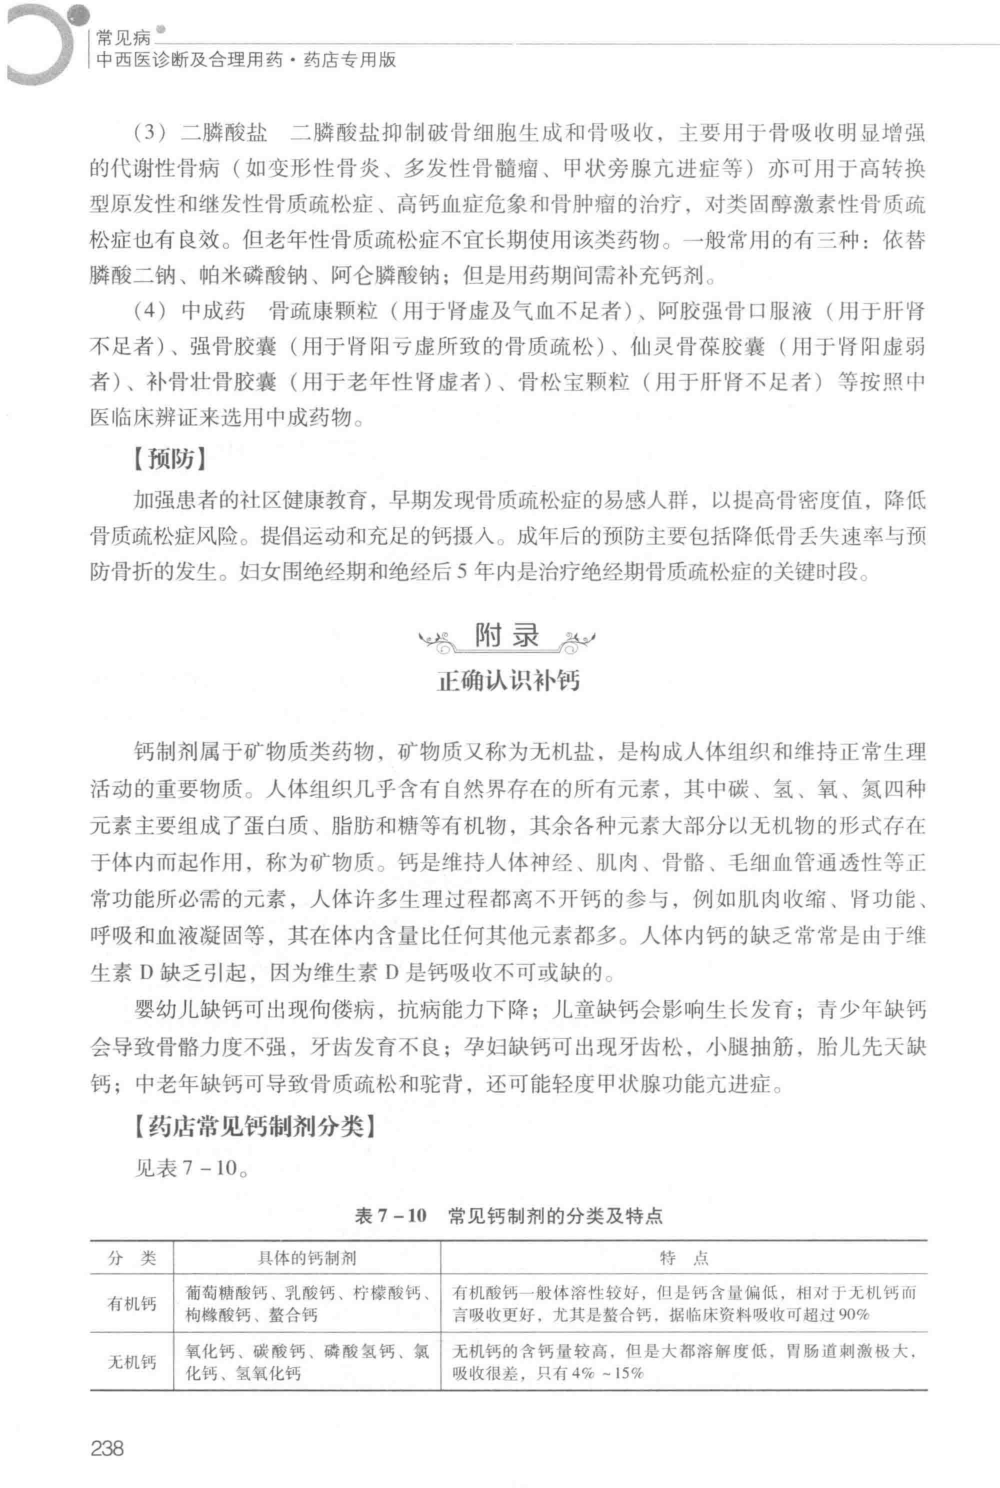 常见病
中西医诊断及合理用药·药店专用版
（3）二膦酸盐　二膦酸盐抑制破骨细胞生成和骨吸收，主要用于骨吸收明显增强
的代谢性骨病（如变形性骨炎、多发性骨髓瘤、甲状旁腺亢进症等）亦可用于高转换
型原发性和继发性骨质疏松症、高钙血症危象和骨肿瘤的治疗，对类固醇激素性骨质疏
松症也有良效。但老年性骨质疏松症不宜长期使用该类药物。一般常用的有三种：依替
膦酸二钠、帕米磷酸钠、阿仑膦酸钠；但是用药期间需补充钙剂。
（4）中成药　骨疏康颗粒（用于肾虚及气血不足者）、阿胶强骨口服液（用于肝肾
不足者）、强骨胶囊（用于肾阳亏虚所致的骨质疏松）、仙灵骨葆胶囊（用于肾阳虚弱
者）、补骨壮骨胶囊（用于老年性肾虚者）、骨松宝颗粒（用于肝肾不足者）等按照中
医临床辨证来选用中成药物。
【预防】
加强患者的社区健康教育，早期发现骨质疏松症的易感人群，以提高骨密度值，降低
骨质疏松症风险。提倡运动和充足的钙摄入。成年后的预防主要包括降低骨丢失速率与预
防骨折的发生。妇女围绝经期和绝经后 5 年内是治疗绝经期骨质疏松症的关键时段。
附录
正确认识补钙
钙制剂属于矿物质类药物，矿物质又称为无机盐，是构成人体组织和维持正常生理
活动的重要物质。人体组织几乎含有自然界存在的所有元素，其中碳、氢、氧、氮四种
元素主要组成了蛋白质、脂肪和糖等有机物，其余各种元素大部分以无机物的形式存在
于体内而起作用，称为矿物质。钙是维持人体神经、肌肉、骨骼、毛细血管通透性等正
常功能所必需的元素，人体许多生理过程都离不开钙的参与，例如肌肉收缩、肾功能、
呼吸和血液凝固等，其在体内含量比任何其他元素都多。人体内钙的缺乏常常是由于维
生素 D 缺乏引起，因为维生素 D 是钙吸收不可或缺的。
婴幼儿缺钙可出现佝偻病，抗病能力下降；儿童缺钙会影响生长发育；青少年缺钙
会导致骨骼力度不强，牙齿发育不良；孕妇缺钙可出现牙齿松，小腿抽筋，胎儿先天缺
钙；中老年缺钙可导致骨质疏松和驼背，还可能轻度甲状腺功能亢进症。
【药店常见钙制剂分类】
见表 7－10。
表 7－10　常见钙制剂的分类及特点
分　类　具体的钙制剂　特　点
有机钙　葡萄糖酸钙、乳酸钙、柠檬酸钙、枸橼酸钙、螯合钙　有机酸钙一般体溶性较好，但是钙含量偏低，相对于无机钙而言吸收更好，尤其是螯合钙，据临床资料吸收可超过 90%
无机钙　氧化钙、碳酸钙、磷酸氢钙、氯化钙、氢氧化钙　无机钙的含钙量较高，但是大都溶解度低，胃肠道刺激极大，吸收很差，只有 4%～15%
238